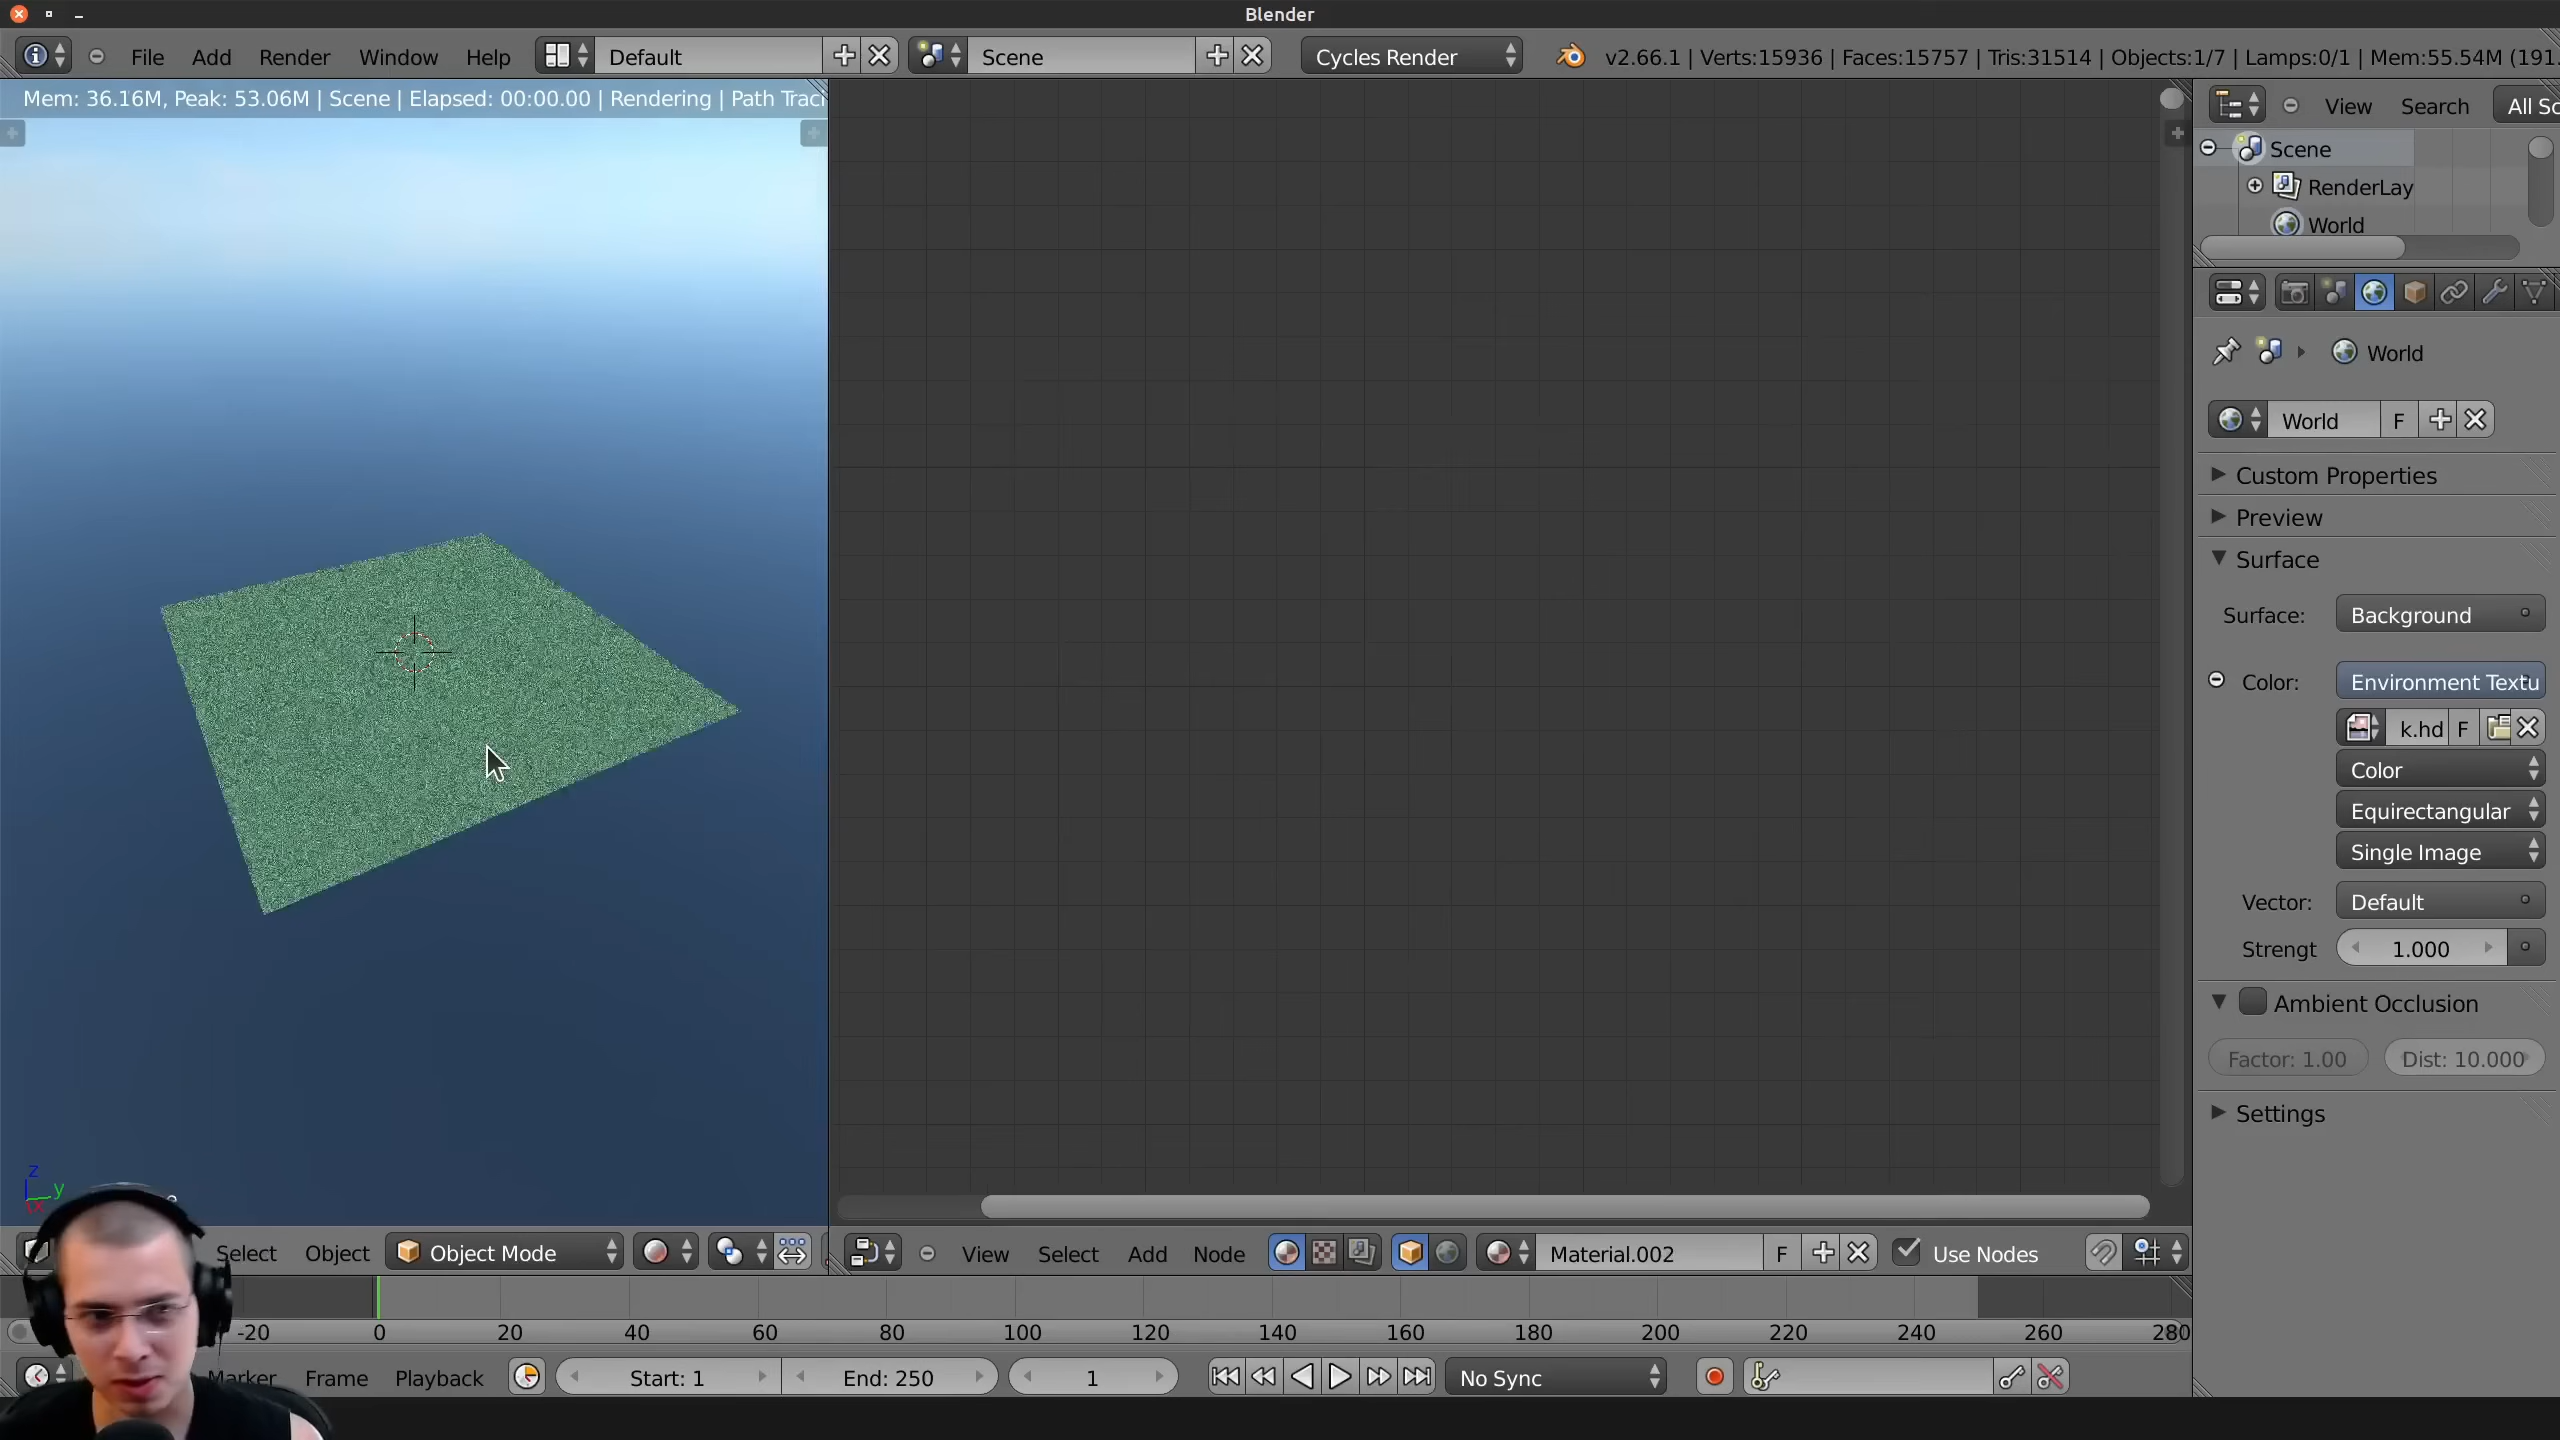 Blender
File Add Render Window Help Default Scene Cycles Render v2.66.1 | Verts:15936 | Faces:15757 | Tris:31514 | Objects:1/7 | Lamps:0/1 | Mem:55.54M (191.
Mem: 36.16M, Peak: 53.06M | Scene | Elapsed: 00:00.00 | Rendering | Path Traci
View Search All Sc
Scene
RenderLay
World
World
World F
Custom Properties
Preview
Surface
Surface: Background
Color: Environment Textu
k.hd F
Color
Equirectangular
Single Image
Vector: Default
Strengt 1.000
Ambient Occlusion
Factor: 1.00 Dist: 10.000
Settings
z
y
x
Select Object Object Mode View Select Add Node Material.002 F Use Nodes
-20 0 20 40 60 80 100 120 140 160 180 200 220 240 260 280
Marker Frame Playback Start: 1 End: 250 1 No Sync